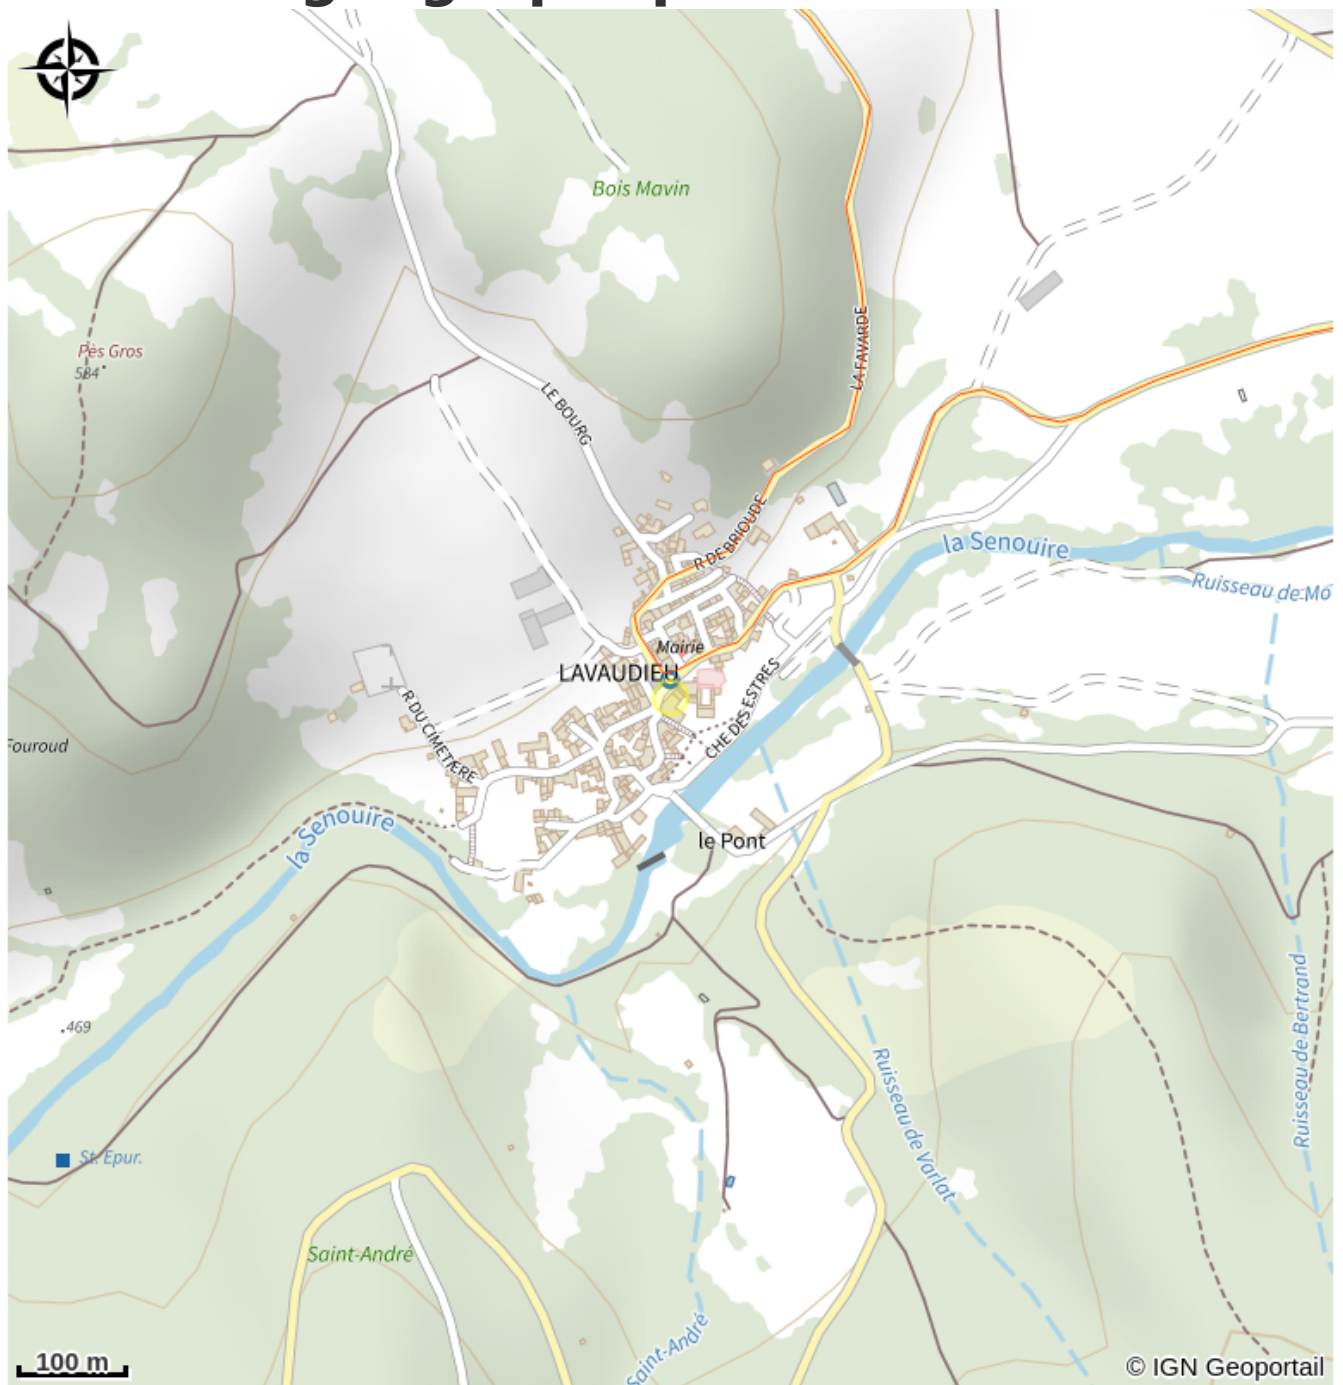 Bois Mavin
Pès Gros
584
LA FAVARDE
LE BOURG
R DE BRIOUDE
la Senouire
Ruisseau de Mo
Mairie
LAVAUDIEU
R DU CIMETIÈRE
CHE DES ESTRES
Fouroud
la Senouire
le Pont
469
Ruisseau de Bertrand
Ruisseau de Varlat
St. Epur.
Saint-André
Saint-André
100 m
© IGN Geoportail